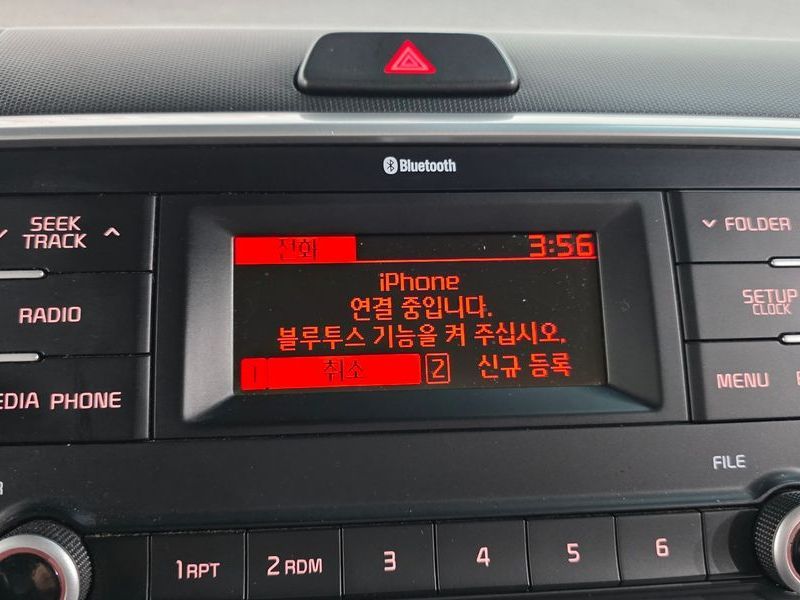 Bluetooth
SEEK
TRACK
RADIO
EDIA PHONE
전화 3:56
iPhone
연결 중입니다.
블루투스 기능을 켜 주십시오.
1 취소 2 신규 등록
FOLDER
SETUP
CLOCK
MENU
FILE
1 RPT
2 RDM
3
4
5
6